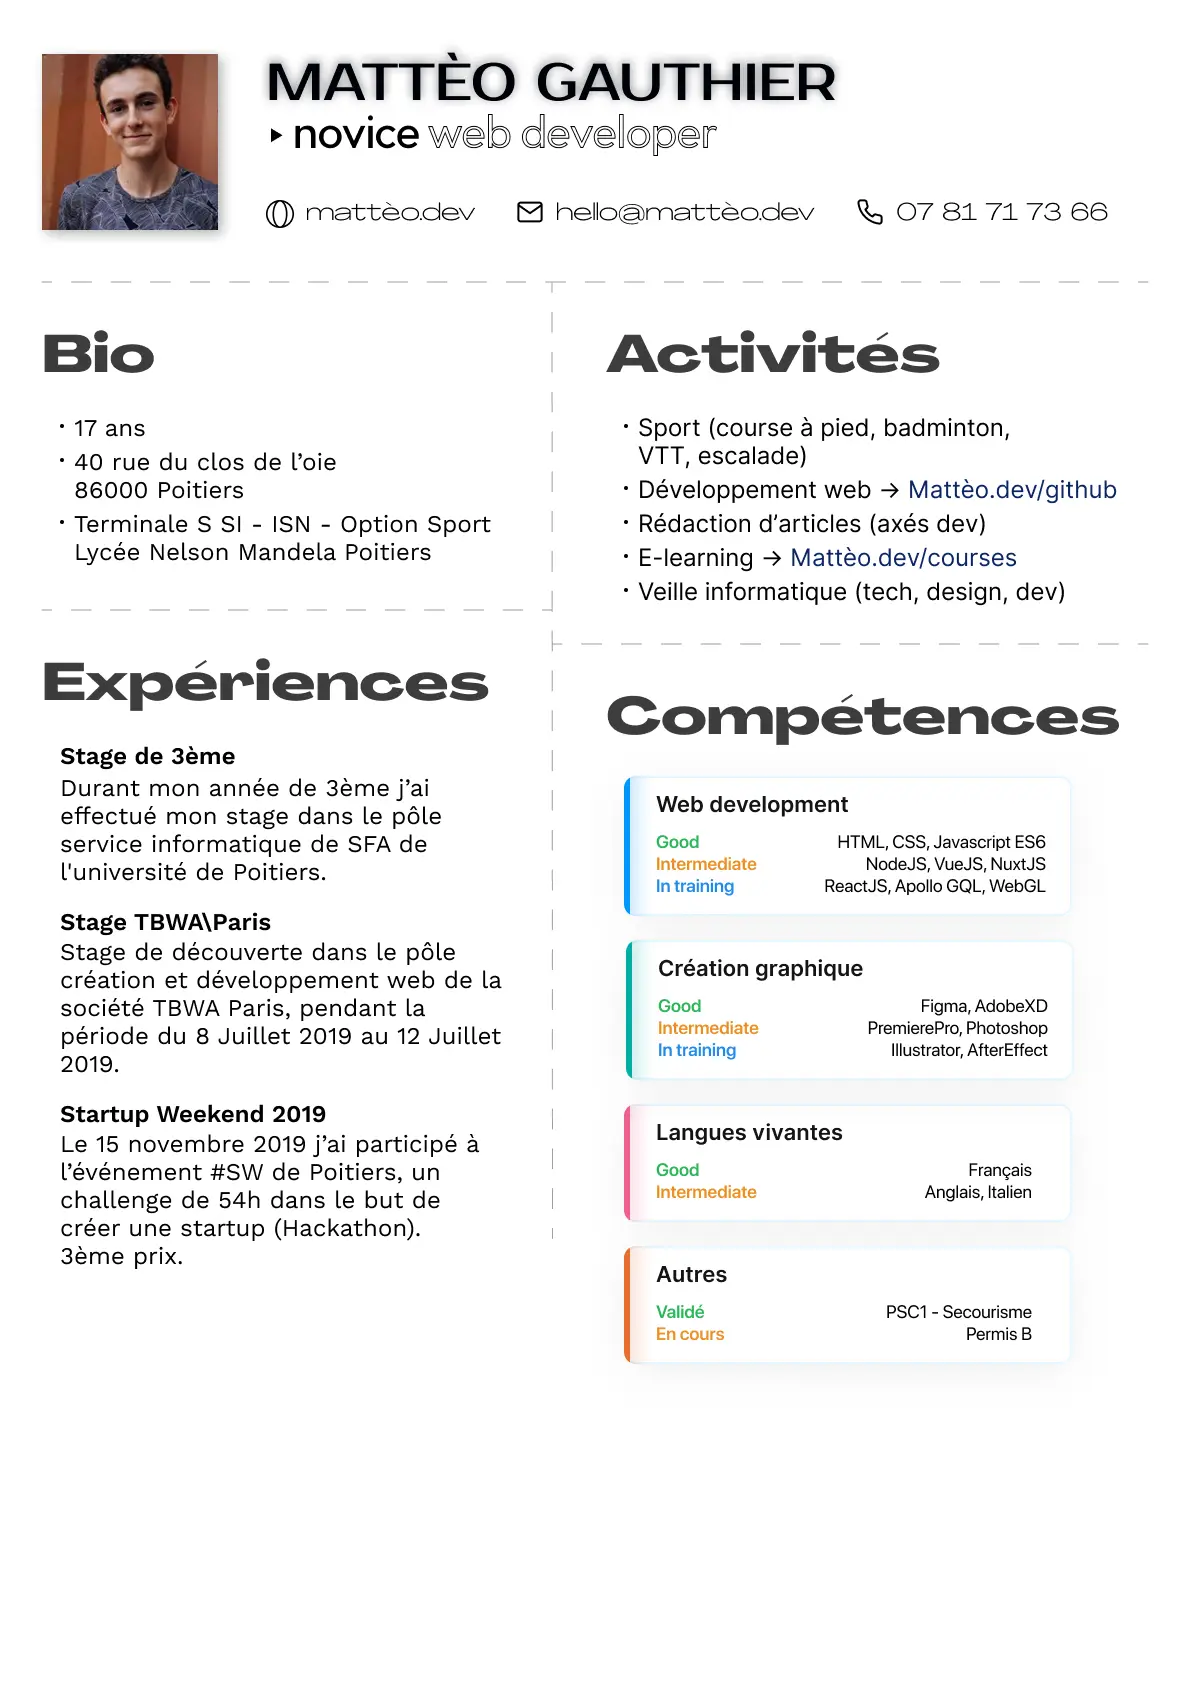 MATTÈO GAUTHIER
‣ novice web developer
mattèo.dev hello@mattèo.dev 07 81 71 73 66
Bio
· 17 ans
· 40 rue du clos de l’oie
86000 Poitiers
· Terminale S SI - ISN - Option Sport
Lycée Nelson Mandela Poitiers
Expériences
Stage de 3ème
Durant mon année de 3ème j’ai
effectué mon stage dans le pôle
service informatique de SFA de
l'université de Poitiers.
Stage TBWA\Paris
Stage de découverte dans le pôle
création et développement web de la
société TBWA Paris, pendant la
période du 8 Juillet 2019 au 12 Juillet
2019.
Startup Weekend 2019
Le 15 novembre 2019 j’ai participé à
l’événement #SW de Poitiers, un
challenge de 54h dans le but de
créer une startup (Hackathon).
3ème prix.
Activités
· Sport (course à pied, badminton,
VTT, escalade)
· Développement web → Mattèo.dev/github
· Rédaction d’articles (axés dev)
· E-learning → Mattèo.dev/courses
· Veille informatique (tech, design, dev)
Compétences
Web development
Good HTML, CSS, Javascript ES6
Intermediate NodeJS, VueJS, NuxtJS
In training ReactJS, Apollo GQL, WebGL
Création graphique
Good Figma, AdobeXD
Intermediate PremierePro, Photoshop
In training Illustrator, AfterEffect
Langues vivantes
Good Français
Intermediate Anglais, Italien
Autres
Validé PSC1 - Secourisme
En cours Permis B